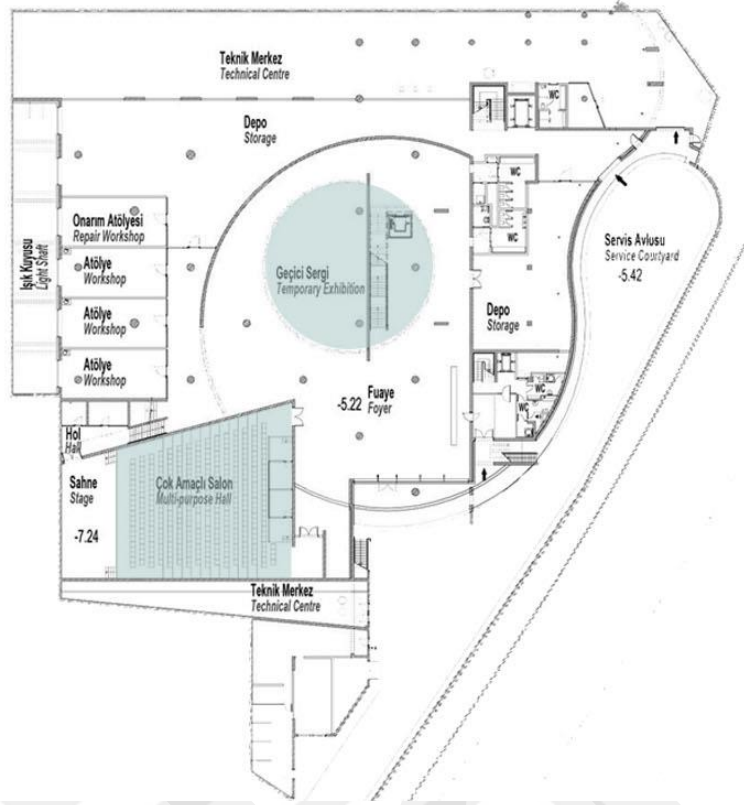 Teknik Merkez
Technical Centre
WC
Depo
Storage
WC
Onarım Atölyesi
Repair Workshop
Işık Kuyusu
Light Shaft
Atölye
Workshop
Geçici Sergi
Temporary Exhibition
WC
Servis Avlusu
Service Courtyard
-5.42
Atölye
Workshop
Depo
Storage
Atölye
Workshop
-5.22
Fuaye
Foyer
WC
WC
Hol
Hall
Sahne
Stage
-7.24
Çok Amaçlı Salon
Multi-purpose Hall
Teknik Merkez
Technical Centre